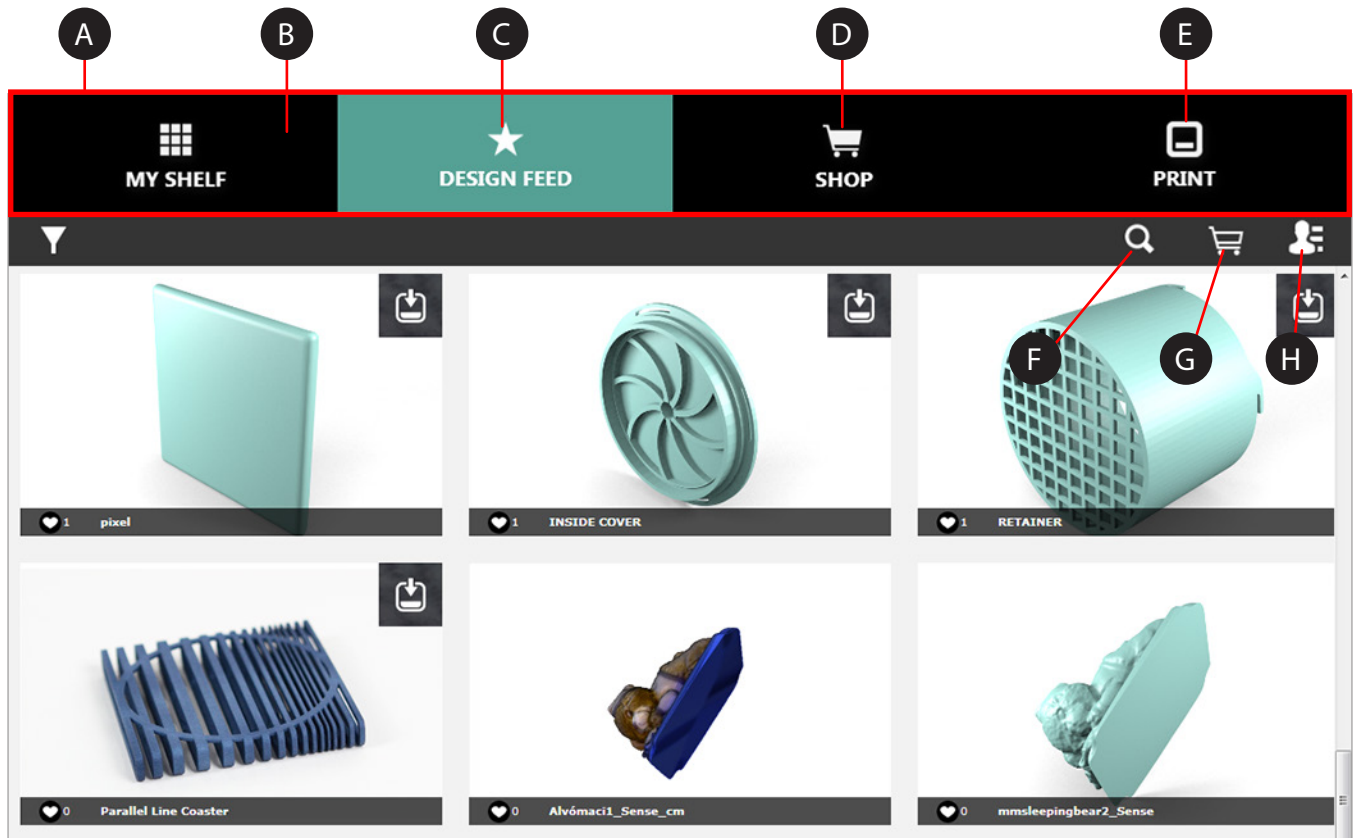 A B C D E
MY SHELF DESIGN FEED SHOP PRINT
F G H
1 pixel
1 INSIDE COVER
1 RETAINER
0 Parallel Line Coaster
0 Alvómaci1_Sense_cm
0 mmsleepingbear2_Sense